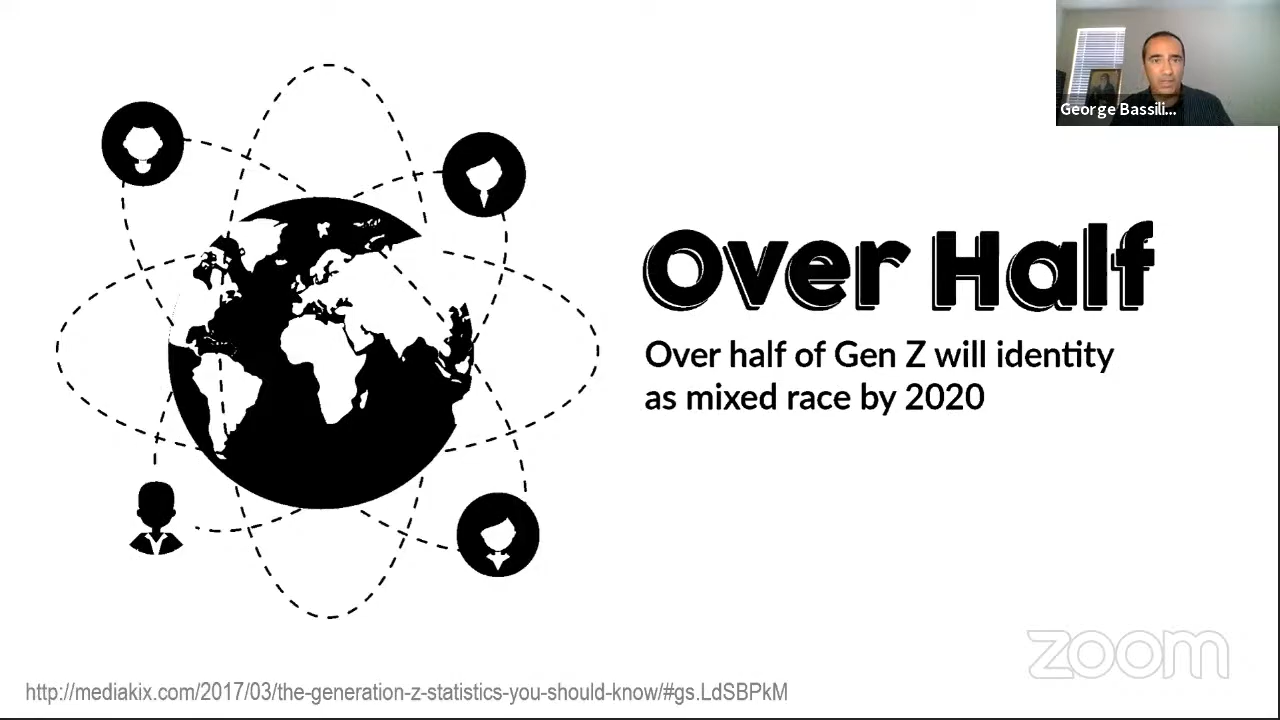 George Bassili...
Over Half
Over half of Gen Z will identity
as mixed race by 2020
zoom
http://mediakix.com/2017/03/the-generation-z-statistics-you-should-know/#gs.LdSBPkM